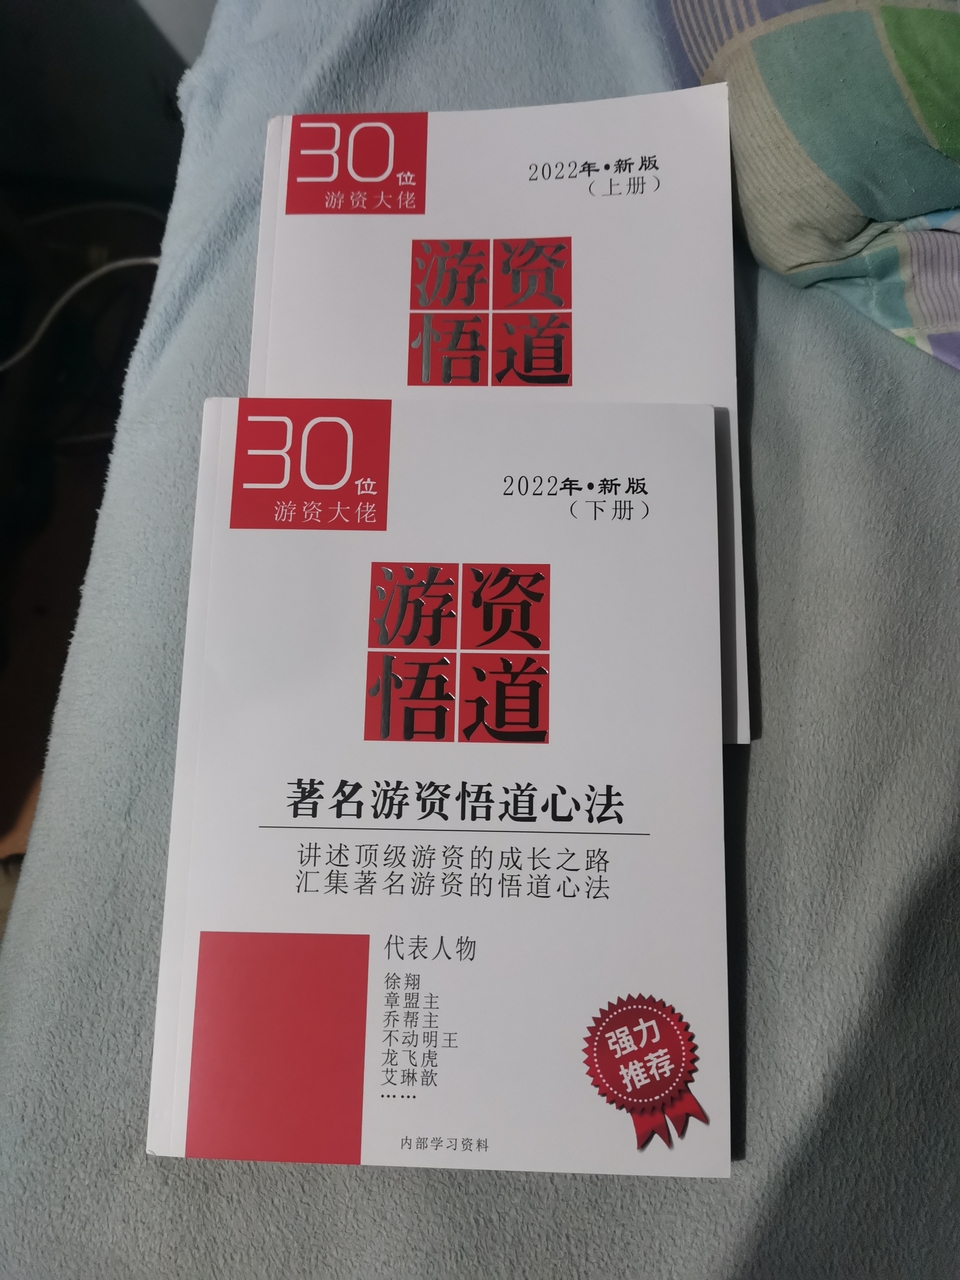 30位
游资大佬
2022年•新版
（上册）
游资
悟道
30位
游资大佬
2022年•新版
（下册）
游资
悟道
著名游资悟道心法
讲述顶级游资的成长之路
汇集著名游资的悟道心法
代表人物
徐翔
章盟主
乔帮主
不动明王
龙飞虎
艾琳歆
……
强力
推荐
内部学习资料